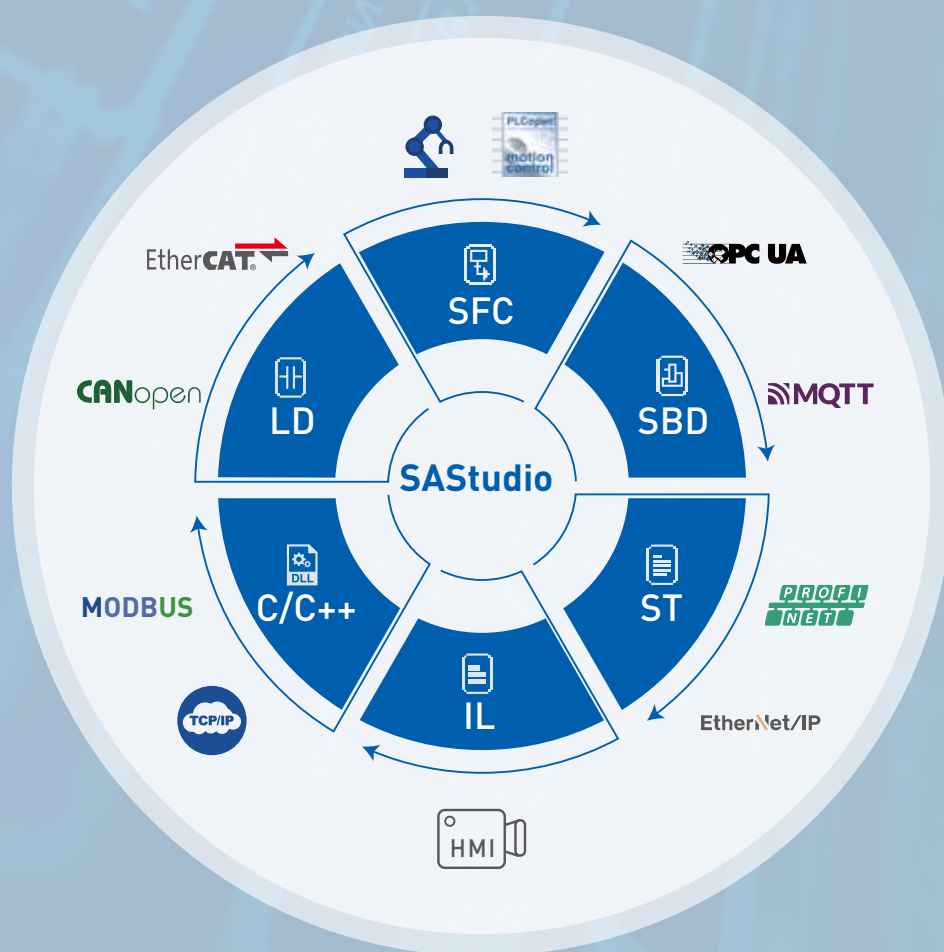 PLCopen
motion
control
EtherCAT®
OPC UA
SFC
CANopen
LD
SBD
MQTT
SAStudio
MODBUS
DLL
C/C++
ST
PROFI
NET
TCP/IP
IL
EtherNet/IP
HMI